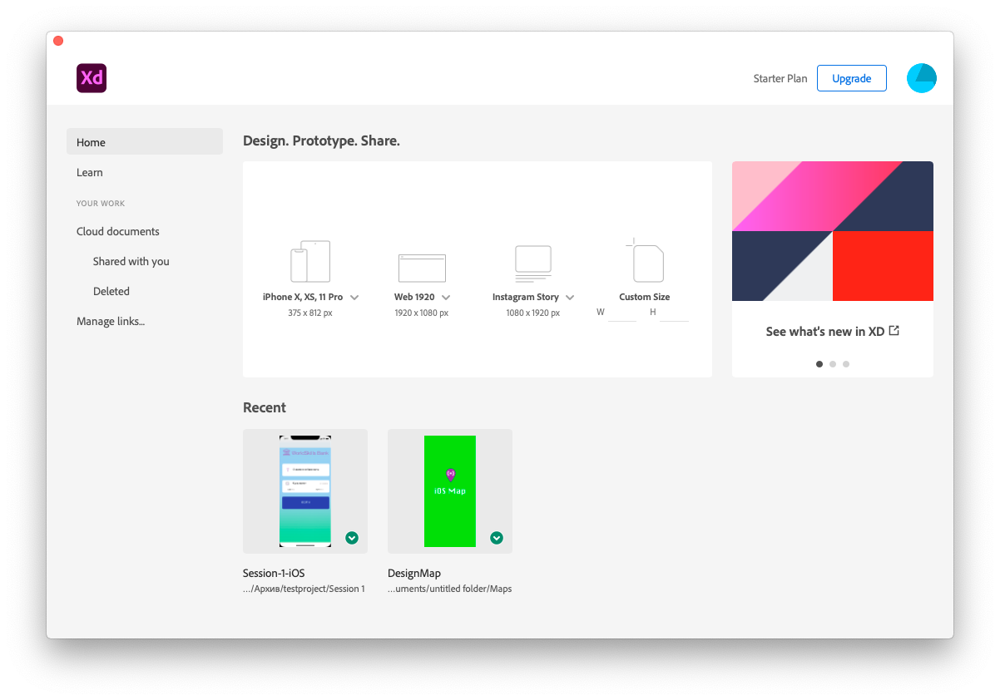 Xd
Starter Plan
Upgrade
Home
Learn
YOUR WORK
Cloud documents
Shared with you
Deleted
Manage links...
Design. Prototype. Share.
iPhone X, XS, 11 Pro
375 x 812 px
Web 1920
1920 x 1080 px
Instagram Story
1080 x 1920 px
Custom Size
W
H
See what's new in XD
Recent
iOS Map
Session-1-iOS
.../Архив/testproject/Session 1
DesignMap
...uments/untitled folder/Maps